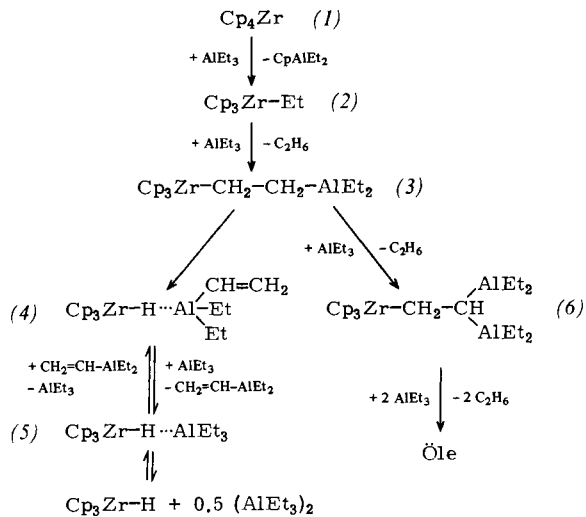 Cp₄Zr (1)
+ AlEt₃ – CpAlEt₂
Cp₃Zr–Et (2)
+ AlEt₃ – C₂H₆
Cp₃Zr–CH₂–CH₂–AlEt₂ (3)
+ AlEt₃ – C₂H₆
CH=CH₂
(4) Cp₃Zr–H···Al Et
Et
AlEt₂
Cp₃Zr–CH₂–CH (6)
AlEt₂
+ CH₂=CH–AlEt₂ + AlEt₃
– AlEt₃ – CH₂=CH–AlEt₂
+ 2 AlEt₃ – 2 C₂H₆
(5) Cp₃Zr–H···AlEt₃
Öle
Cp₃Zr–H + 0.5 (AlEt₃)₂